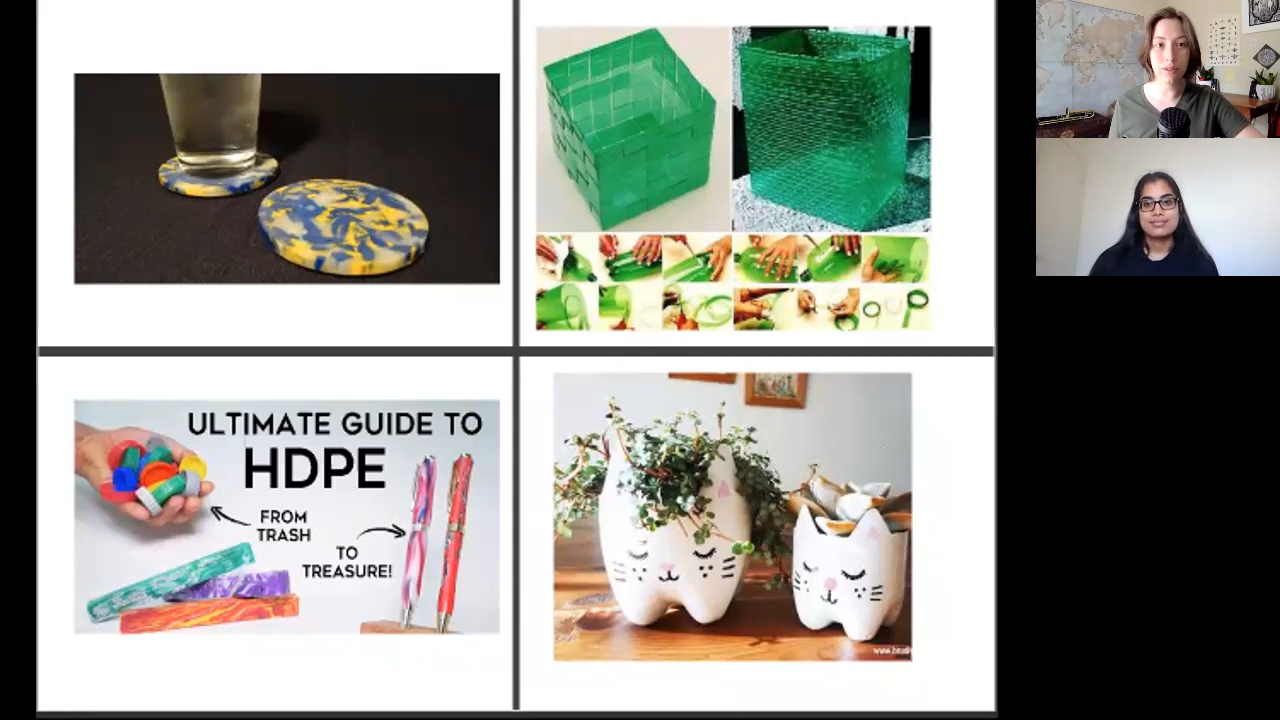 ULTIMATE GUIDE TO
HDPE
FROM
TRASH
TO
TREASURE!